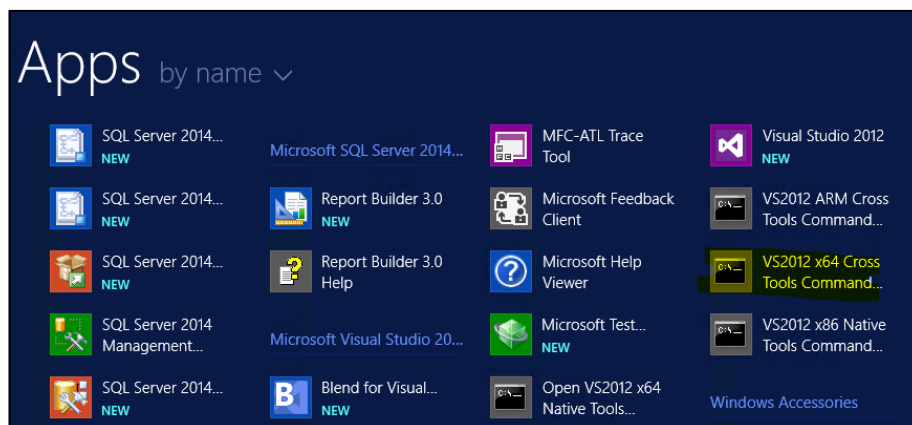 Apps by name
SQL Server 2014...
NEW
SQL Server 2014...
NEW
SQL Server 2014...
NEW
SQL Server 2014
Management...
SQL Server 2014...
NEW
Microsoft SQL Server 2014...
Report Builder 3.0
NEW
Report Builder 3.0
Help
Microsoft Visual Studio 20...
Blend for Visual...
NEW
MFC-ATL Trace
Tool
Microsoft Feedback
Client
Microsoft Help
Viewer
Microsoft Test...
NEW
Open VS2012 x64
Native Tools...
Visual Studio 2012
NEW
VS2012 ARM Cross
Tools Command...
VS2012 x64 Cross
Tools Command...
VS2012 x86 Native
Tools Command...
Windows Accessories